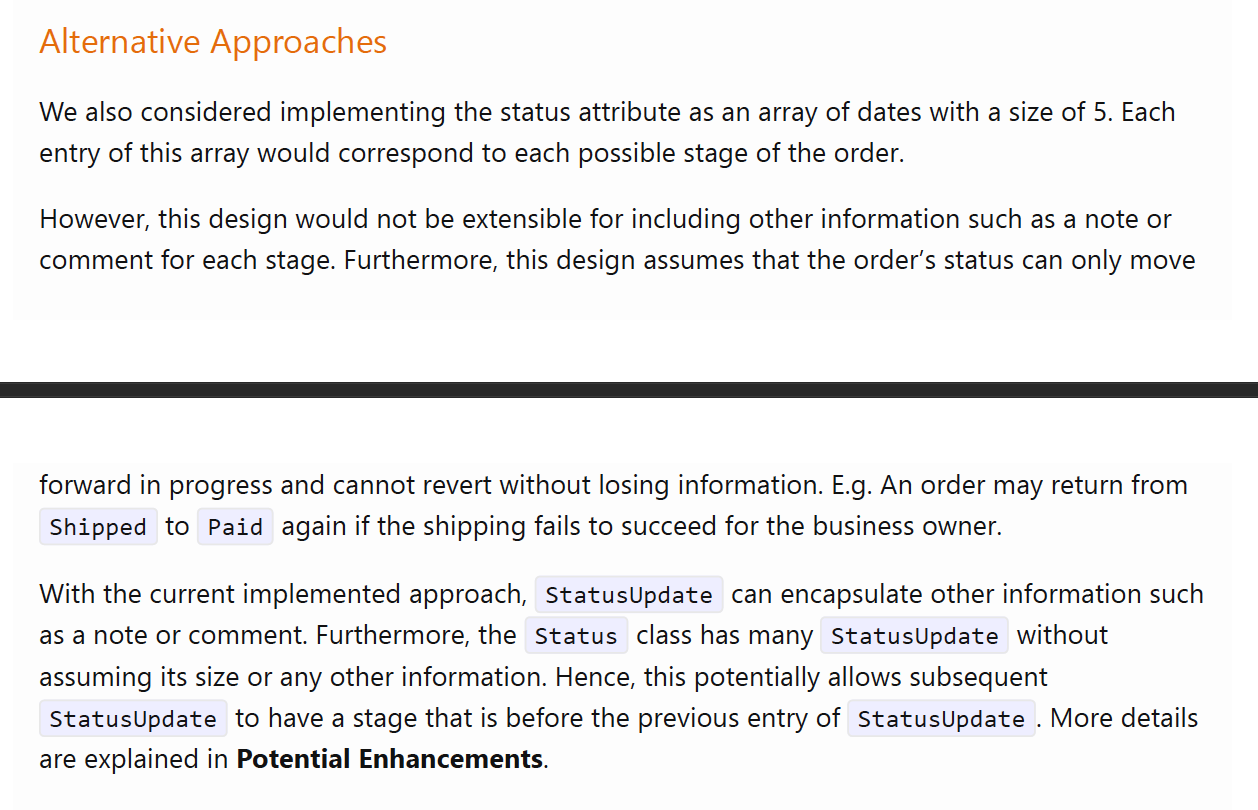 Alternative Approaches
We also considered implementing the status attribute as an array of dates with a size of 5. Each
entry of this array would correspond to each possible stage of the order.
However, this design would not be extensible for including other information such as a note or
comment for each stage. Furthermore, this design assumes that the order’s status can only move
forward in progress and cannot revert without losing information. E.g. An order may return from
Shipped to Paid again if the shipping fails to succeed for the business owner.
With the current implemented approach, StatusUpdate can encapsulate other information such
as a note or comment. Furthermore, the Status class has many StatusUpdate without
assuming its size or any other information. Hence, this potentially allows subsequent
StatusUpdate to have a stage that is before the previous entry of StatusUpdate. More details
are explained in Potential Enhancements.